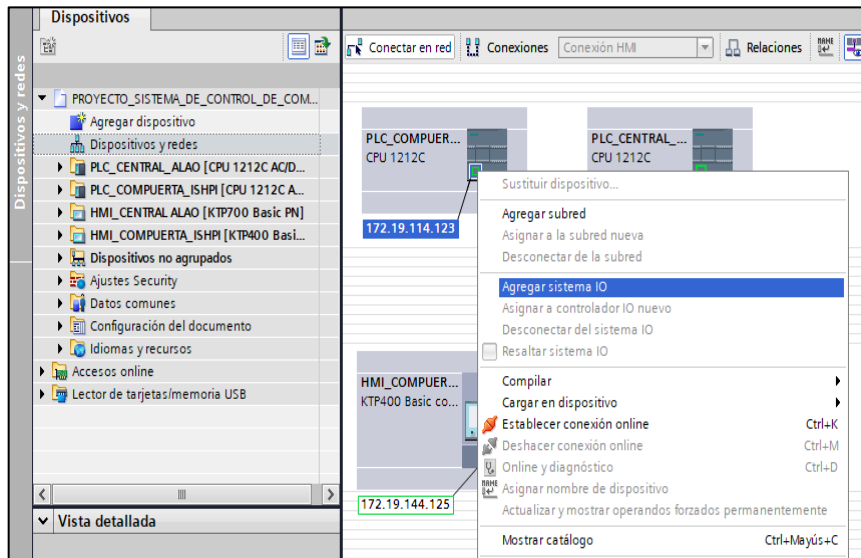 Dispositivos
Dispositivos y redes
PROYECTO_SISTEMA_DE_CONTROL_DE_COM...
Agregar dispositivo
Dispositivos y redes
PLC_CENTRAL_ALAO [CPU 1212C AC/D...
PLC_COMPUERTA_ISHPI [CPU 1212C A...
HMI_CENTRAL ALAO [KTP700 Basic PN]
HMI_COMPUERTA_ISHPI [KTP400 Basi...
Dispositivos no agrupados
Ajustes Security
Datos comunes
Configuración del documento
Idiomas y recursos
Accesos online
Lector de tarjetas/memoria USB
Vista detallada
Conectar en red Conexiones Conexión HMI Relaciones NAME
PLC_COMPUER...
CPU 1212C
172.19.114.123
PLC_CENTRAL_...
CPU 1212C
HMI_COMPUER...
KTP400 Basic co...
172.19.144.125
Sustituir dispositivo...
Agregar subred
Asignar a la subred nueva
Desconectar de la subred
Agregar sistema IO
Asignar a controlador IO nuevo
Desconectar del sistema IO
Resaltar sistema IO
Compilar
Cargar en dispositivo
Establecer conexión online Ctrl+K
Deshacer conexión online Ctrl+M
Online y diagnóstico Ctrl+D
NAME Asignar nombre de dispositivo
Actualizar y mostrar operandos forzados permanentemente
Mostrar catálogo Ctrl+Mayús+C